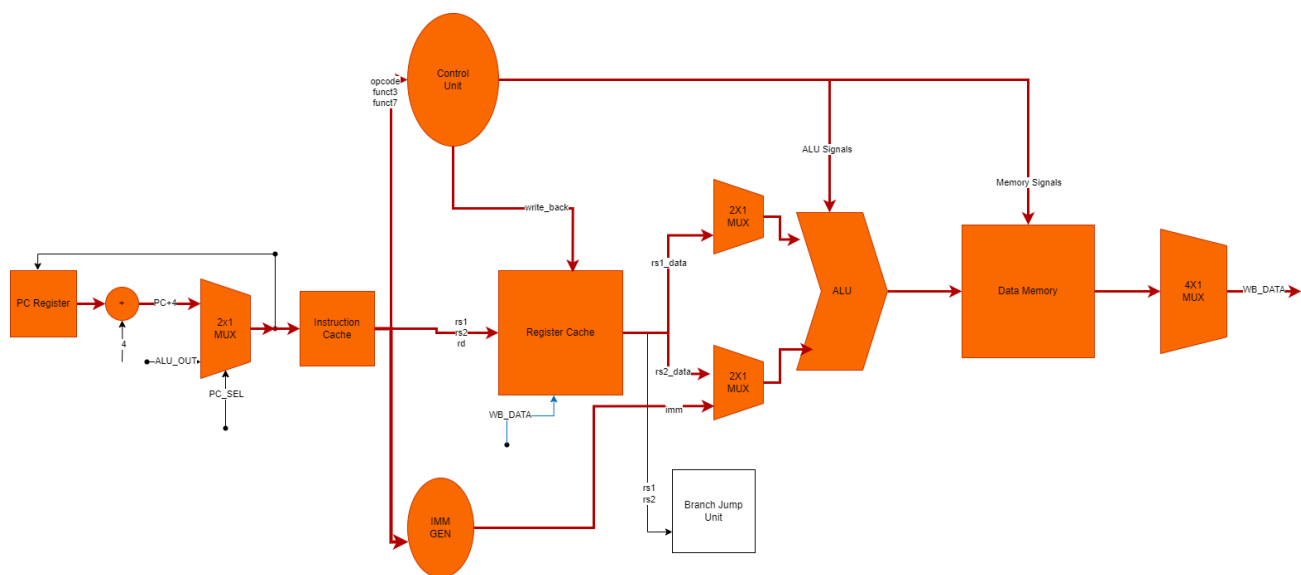 Control
Unit
opcode
funct3
funct7
ALU Signals
Memory Signals
write_back
2X1
MUX
rs1_data
PC Register
+
PC+4
4
2x1
MUX
ALU_OUT
PC_SEL
Instruction
Cache
rs1
rs2
rd
Register Cache
ALU
Data Memory
4X1
MUX
WB_DATA
rs2_data
2X1
MUX
imm
WB_DATA
rs1
rs2
Branch Jump
Unit
IMM
GEN